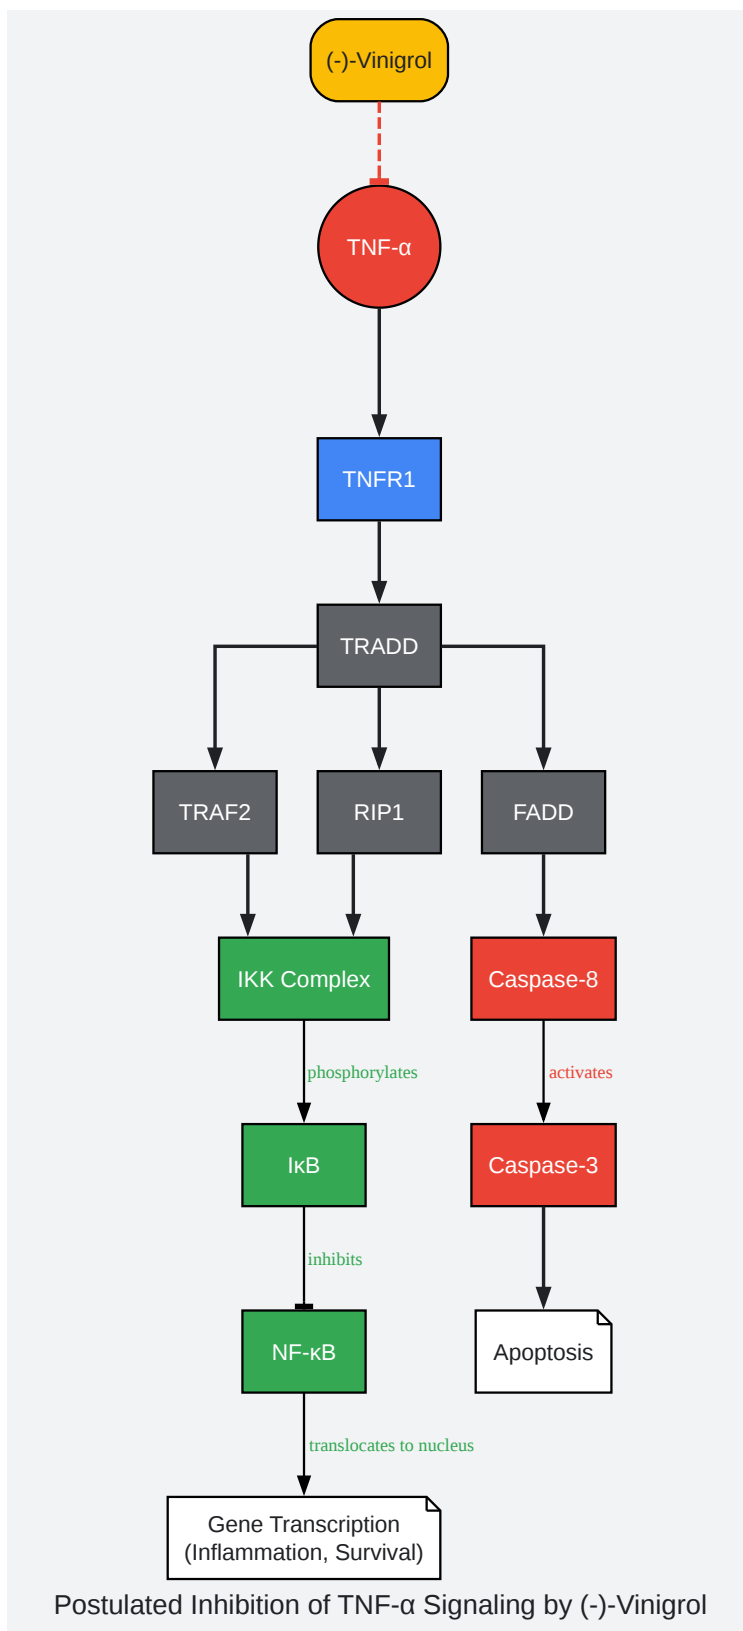 (-)-Vinigrol
TNF-α
TNFR1
TRADD
TRAF2
RIP1
FADD
IKK Complex
Caspase-8
phosphorylates
activates
IκB
Caspase-3
inhibits
NF-κB
Apoptosis
translocates to nucleus
Gene Transcription
(Inflammation, Survival)
Postulated Inhibition of TNF-α Signaling by (-)-Vinigrol